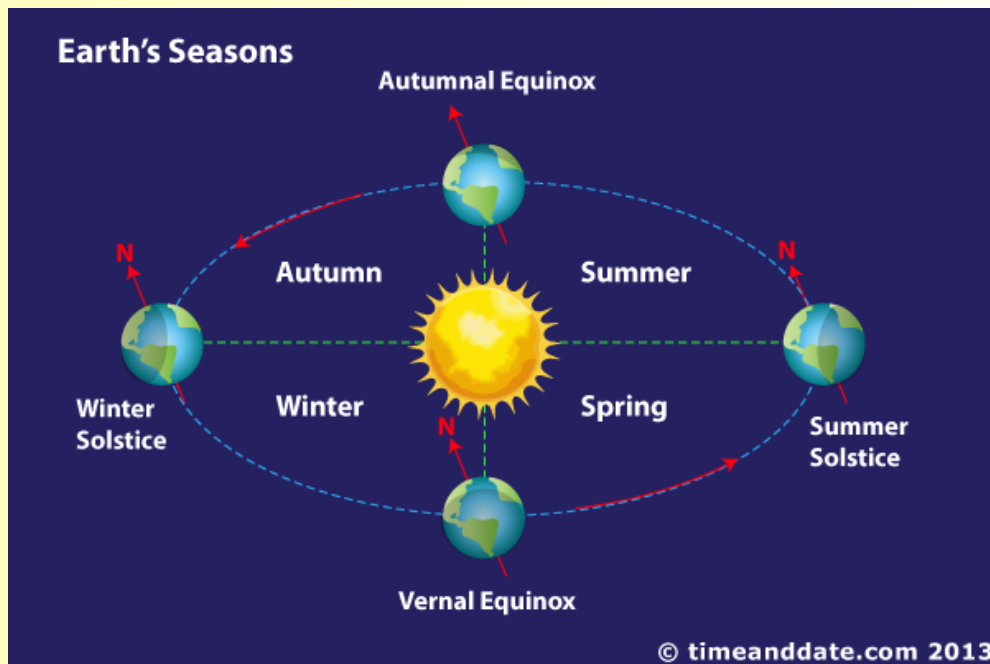 Earth's Seasons
Autumnal Equinox
N
N
Autumn
Summer
Winter
Solstice
Winter
Spring
N
Summer
Solstice
Vernal Equinox
© timeanddate.com 2013